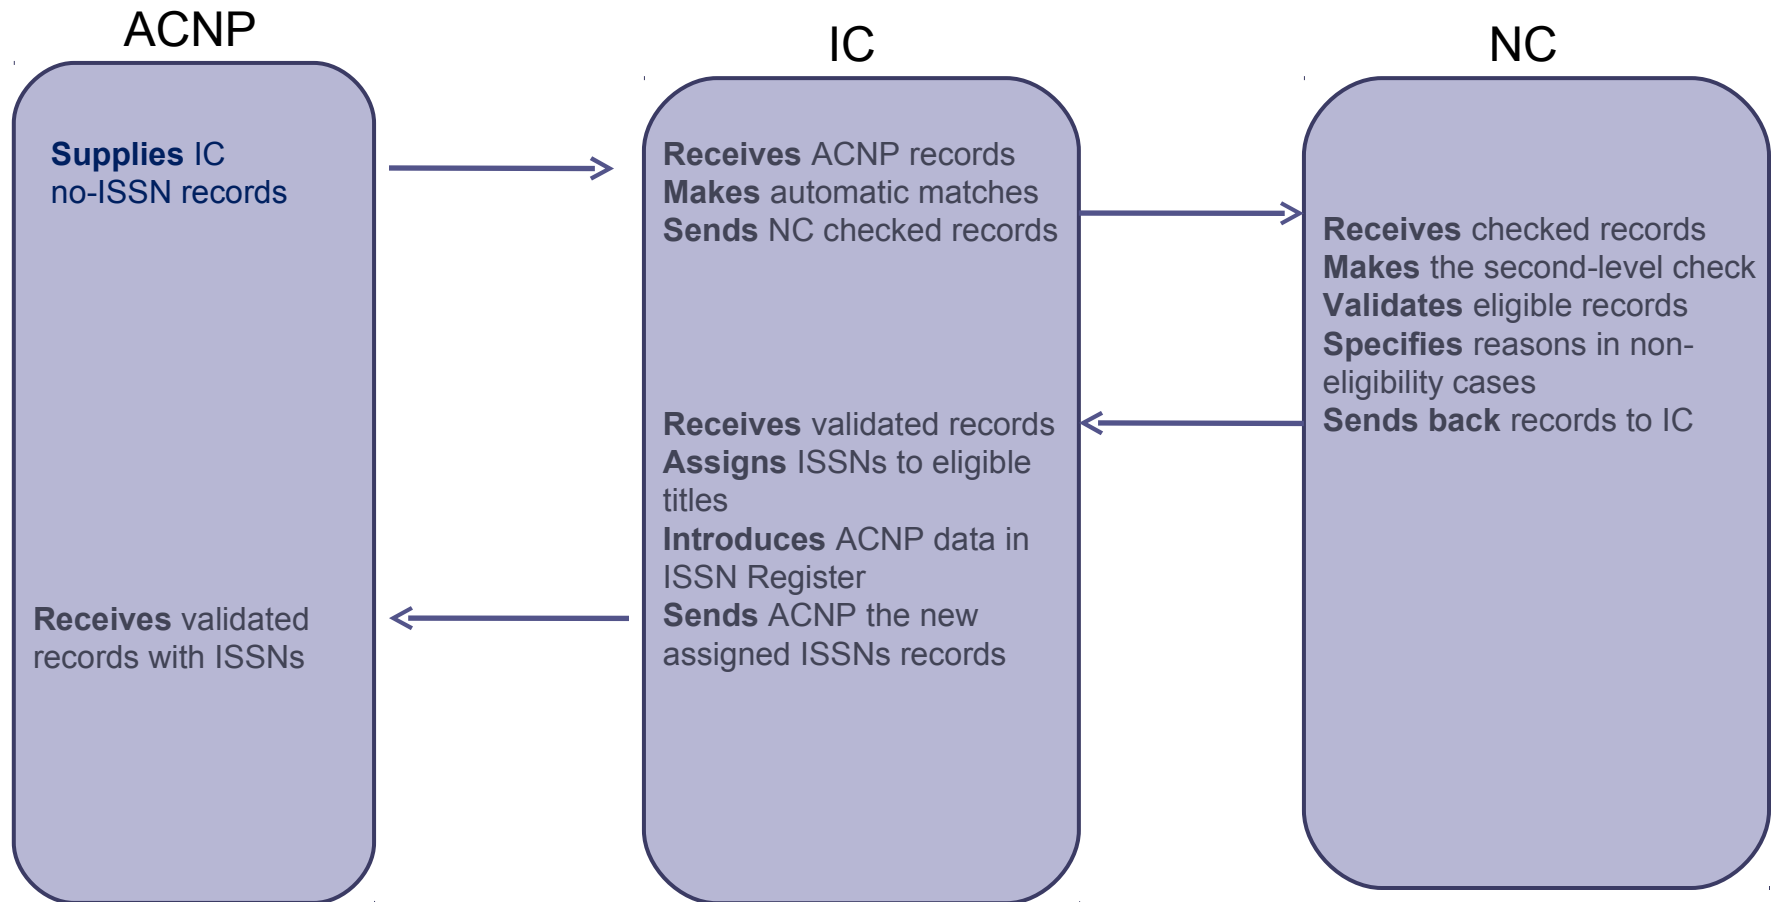 ACNP
Supplies IC
no-ISSN records
Receives validated
records with ISSNs
IC
Receives ACNP records
Makes automatic matches
Sends NC checked records
Receives validated records
Assigns ISSNs to eligible
titles
Introduces ACNP data in
ISSN Register
Sends ACNP the new
assigned ISSNs records
NC
Receives checked records
Makes the second-level check
Validates eligible records
Specifies reasons in non-
eligibility cases
Sends back records to IC